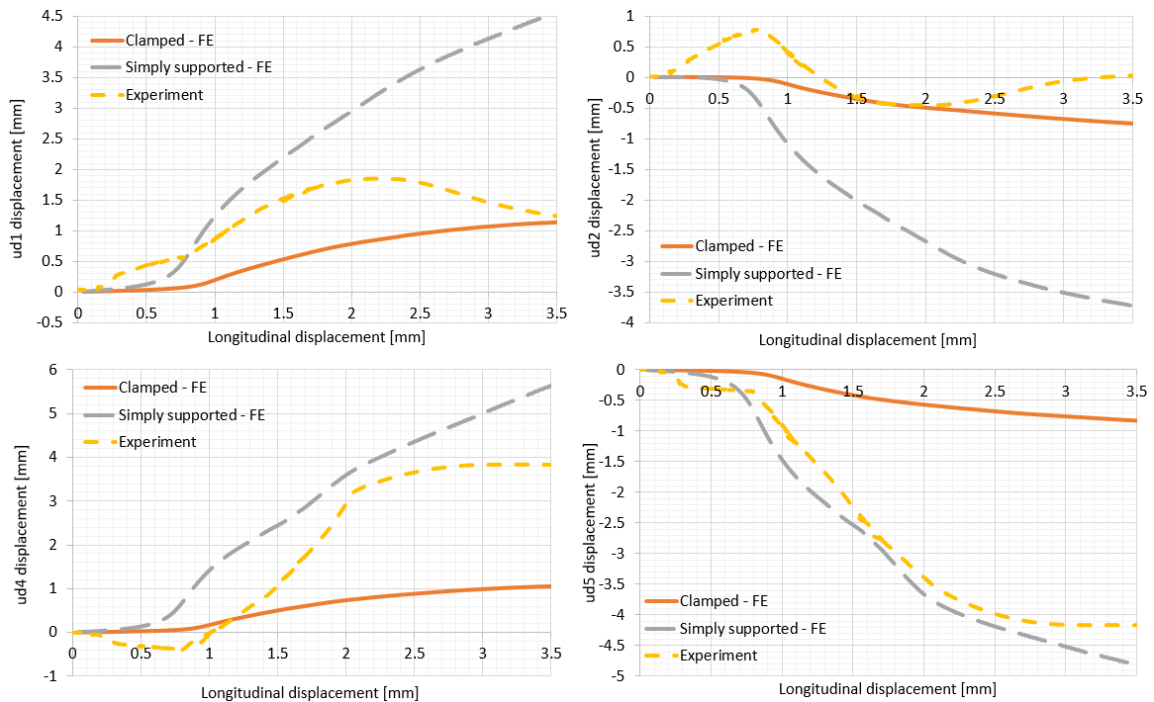 4.5
4
3.5
3
2.5
2
1.5
1
0.5
0
-0.5
ud1 displacement [mm]
Clamped - FE
Simply supported - FE
Experiment
0 0.5 1 1.5 2 2.5 3 3.5
Longitudinal displacement [mm]
1
0.5
0
-0.5
-1
-1.5
-2
-2.5
-3
-3.5
-4
ud2 displacement [mm]
0 0.5 1 1.5 2 2.5 3 3.5
Clamped - FE
Simply supported - FE
Experiment
Longitudinal displacement [mm]
6
5
4
3
2
1
0
-1
ud4 displacement [mm]
Clamped - FE
Simply supported - FE
Experiment
0 0.5 1 1.5 2 2.5 3 3.5
Longitudinal displacement [mm]
0
-0.5
-1
-1.5
-2
-2.5
-3
-3.5
-4
-4.5
-5
ud5 displacement [mm]
0 0.5 1 1.5 2 2.5 3 3.5
Clamped - FE
Simply supported - FE
Experiment
Longitudinal displacement [mm]